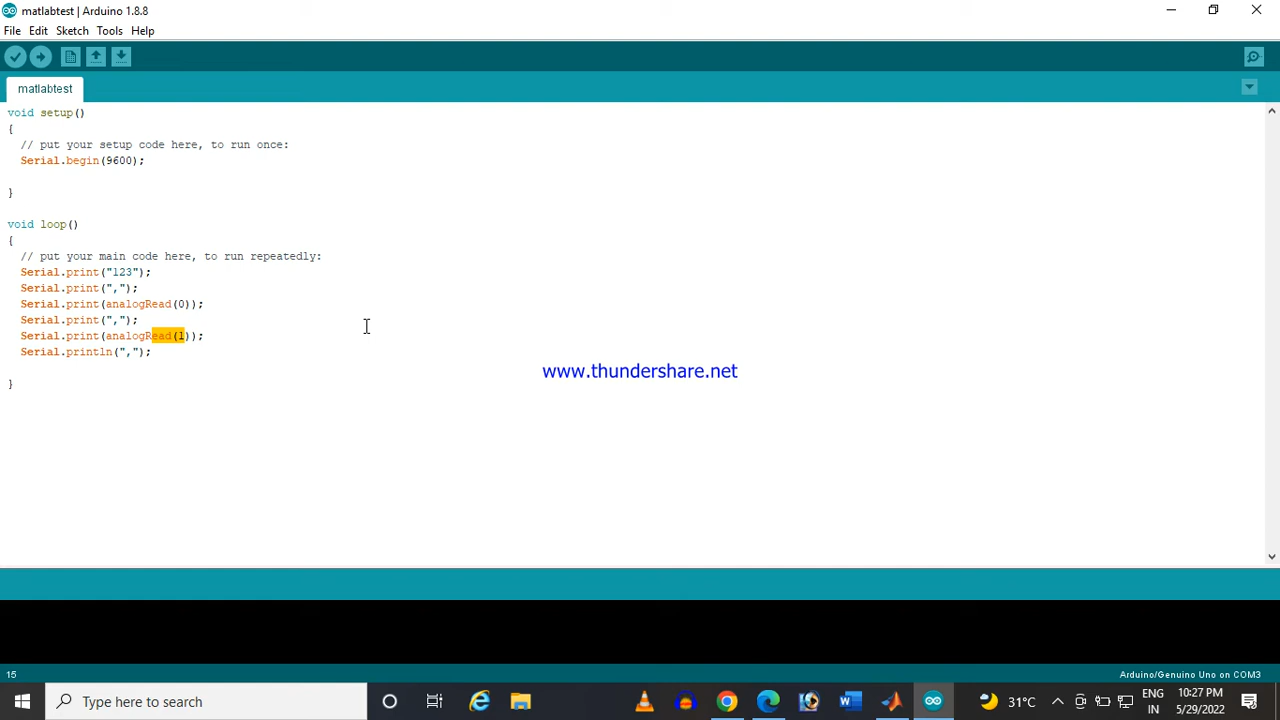 matlabtest | Arduino 1.8.8
File Edit Sketch Tools Help
matlabtest
void setup()
{
// put your setup code here, to run once:
Serial.begin(9600);
}
void loop()
{
// put your main code here, to run repeatedly:
Serial.print("123");
Serial.print(",");
Serial.print(analogRead(0));
Serial.print(",");
Serial.print(analogRead(1));
Serial.println(",");
}
www.thundershare.net
15
Arduino/Genuino Uno on COM3
Type here to search
31°C
ENG
IN
10:27 PM
5/29/2022